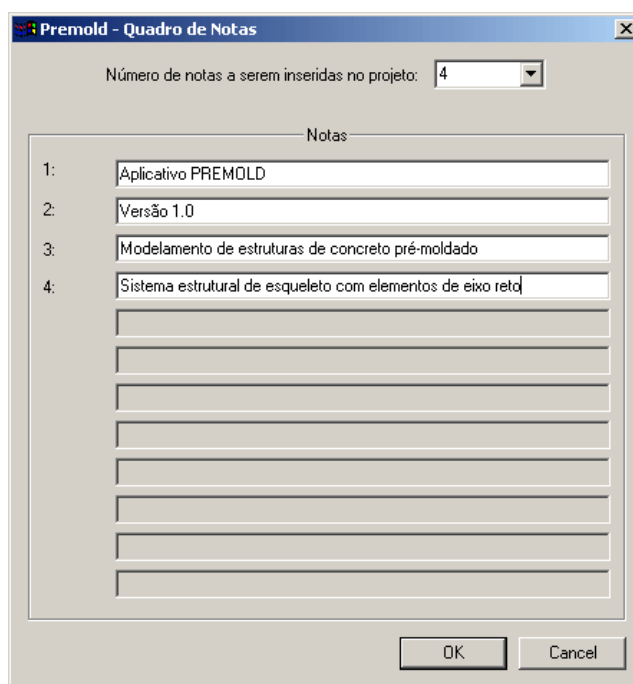 Premold - Quadro de Notas
Número de notas a serem inseridas no projeto: 4
Notas
1: Aplicativo PREMOLD
2: Versão 1.0
3: Modelamento de estruturas de concreto pré-moldado
4: Sistema estrutural de esqueleto com elementos de eixo reto
OK Cancel